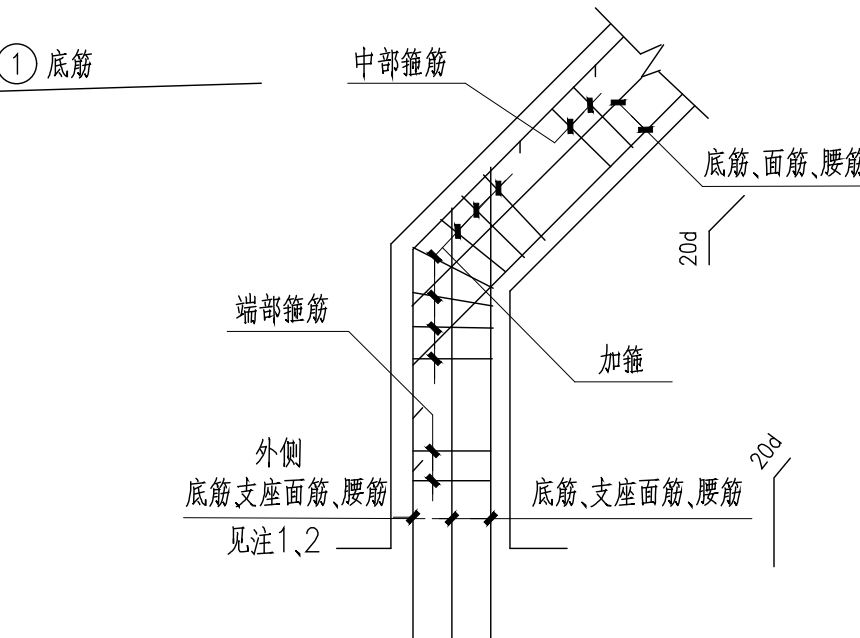 ① 底筋
中部箍筋
底筋、面筋、腰筋
20d
端部箍筋
加箍
20d
外侧
底筋、支座面筋、腰筋
底筋、支座面筋、腰筋
见注1、2